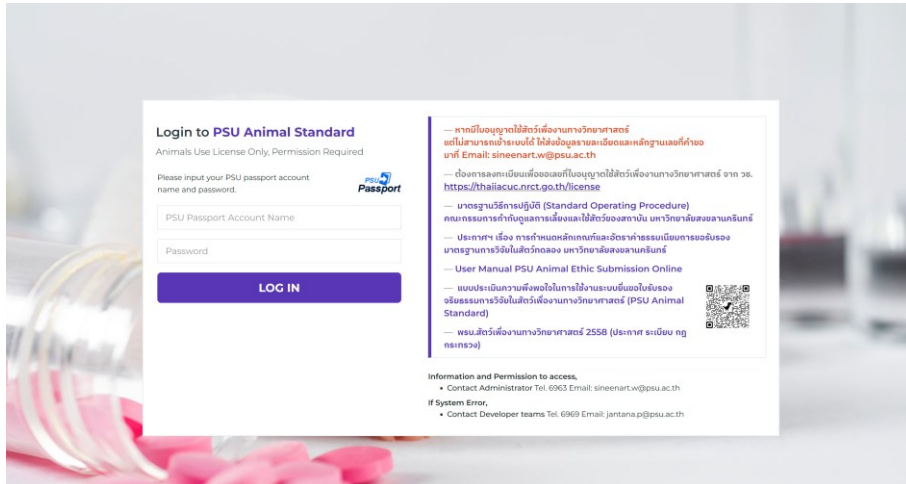 Login to PSU Animal Standard
Animals Use License Only, Permission Required
Please input your PSU passport account
name and password.
PSU
Passport
PSU Passport Account Name
Password
LOG IN
— หากมีใบอนุญาตใช้สัตว์เพื่องานทางวิทยาศาสตร์
แต่ไม่สามารถเข้าระบบได้ ให้ส่งข้อมูลรายละเอียดและหลักฐานเลขที่คำขอ
มาที่ Email: sineenart.w@psu.ac.th
— ต้องการลงทะเบียนเพื่อขอเลขที่ใบอนุญาตใช้สัตว์เพื่องานทางวิทยาศาสตร์ จาก วช.
https://thaiiacuc.nrct.go.th/license
— มาตรฐานวิธีการปฏิบัติ (Standard Operating Procedure)
คณะกรรมการกำกับดูแลการเลี้ยงและใช้สัตว์ของสถาบัน มหาวิทยาลัยสงขลานครินทร์
— ประกาศฯ เรื่อง การกำหนดหลักเกณฑ์และอัตราค่าธรรมเนียมการขอรับรอง
มาตรฐานการวิจัยในสัตว์ทดลอง มหาวิทยาลัยสงขลานครินทร์
— User Manual PSU Animal Ethic Submission Online
— แบบประเมินความพึงพอใจในการใช้งานระบบยื่นขอใบรับรอง
จริยธรรมการวิจัยในสัตว์เพื่องานทางวิทยาศาสตร์ (PSU Animal
Standard)
— พรบ.สัตว์เพื่องานทางวิทยาศาสตร์ 2558 (ประกาศ ระเบียบ กฎ
กระทรวง)
Information and Permission to access,
• Contact Administrator Tel. 6963 Email: sineenart.w@psu.ac.th
If System Error,
• Contact Developer teams Tel. 6969 Email: jantana.p@psu.ac.th